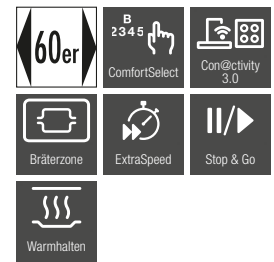 60er
B
2345
ComfortSelect
Con@ctivity
3.0
Bräterzone
ExtraSpeed
Stop & Go
Warmhalten